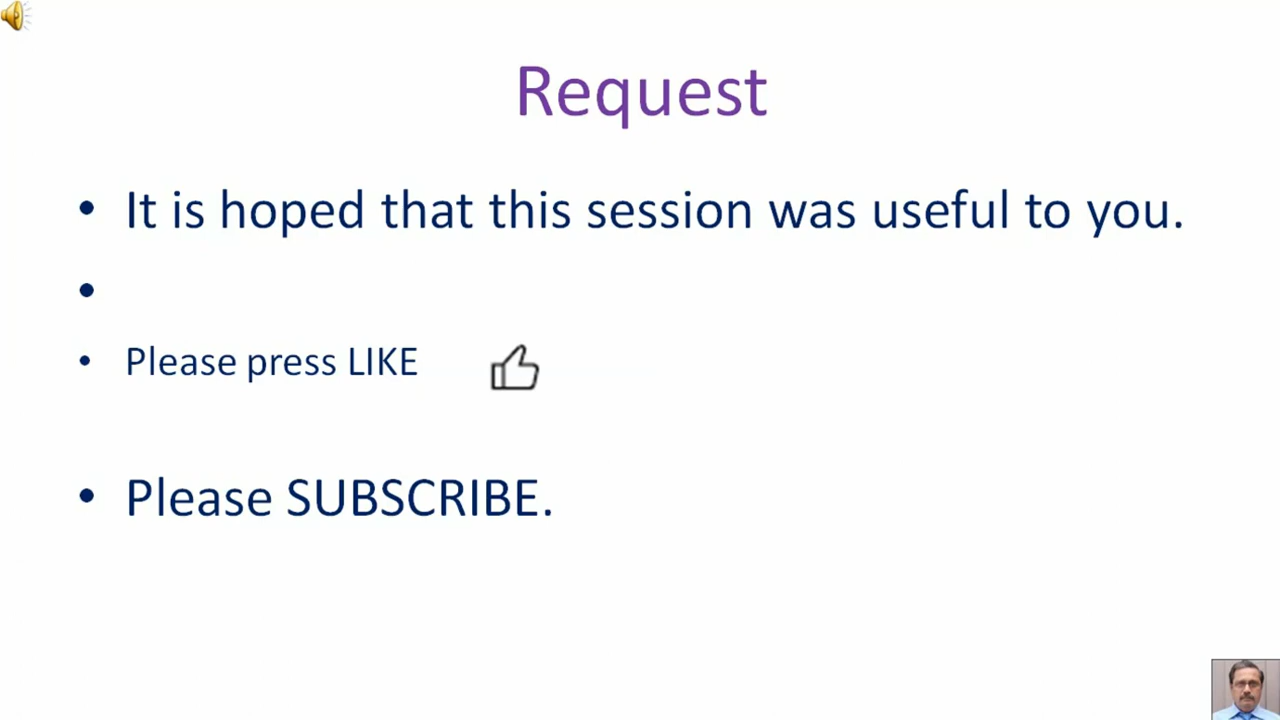 Request
• It is hoped that this session was useful to you.
•
• Please press LIKE
• Please SUBSCRIBE.